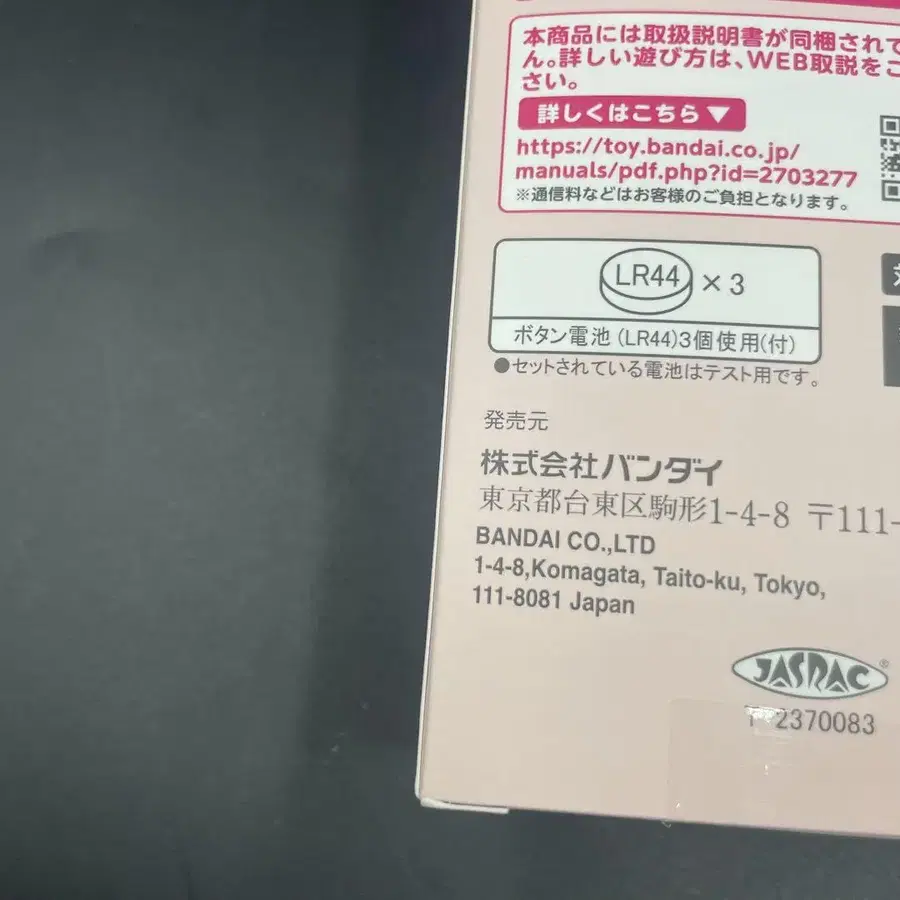 本商品には取扱説明書が同梱されて
ん。詳しい遊び方は、WEB取説をご
さい。
詳しくはこちら▼
https://toy.bandai.co.jp/
manuals/pdf.php?id=2703277
※通信料などはお客様のご負担となります。
LR44 × 3
ボタン電池(LR44)3個使用(付)
●セットされている電池はテスト用です。
発売元
株式会社バンダイ
東京都台東区駒形1-4-8 〒111-
BANDAI CO.,LTD
1-4-8,Komagata, Taito-ku, Tokyo,
111-8081 Japan
JASRAC®
T-2370083